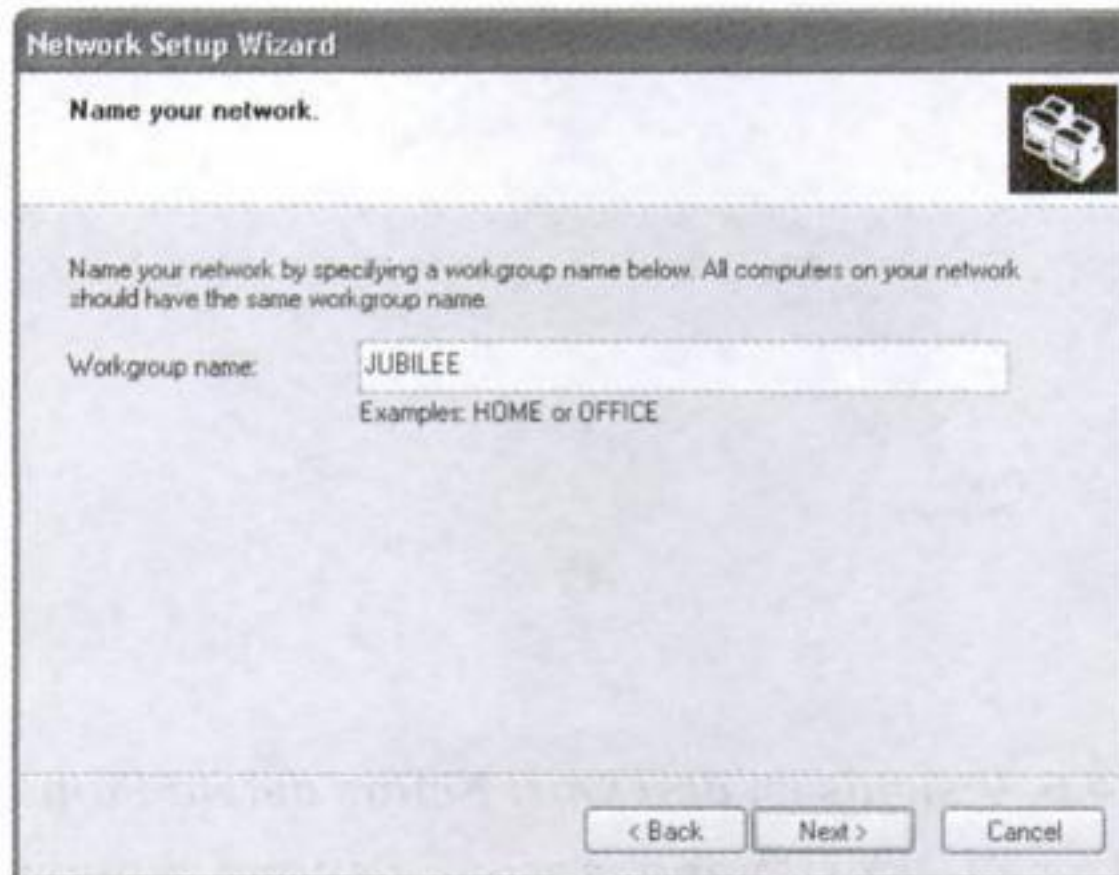 Network Setup Wizard
Name your network.
Name your network by specifying a workgroup name below. All computers on your network
should have the same workgroup name.
Workgroup name:
JUBILEE
Examples: HOME or OFFICE
< Back
Next >
Cancel